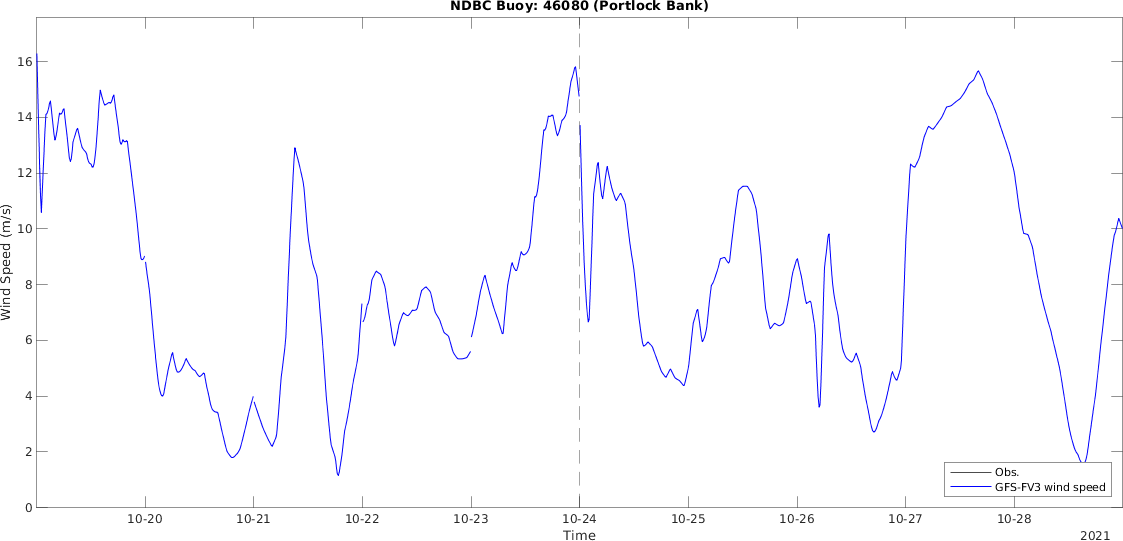 NDBC Buoy: 46080 (Portlock Bank)
16
14
12
10
8
6
4
2
0
Wind Speed (m/s)
Obs.
GFS-FV3 wind speed
10-20 10-21 10-22 10-23 10-24 10-25 10-26 10-27 10-28
Time
2021